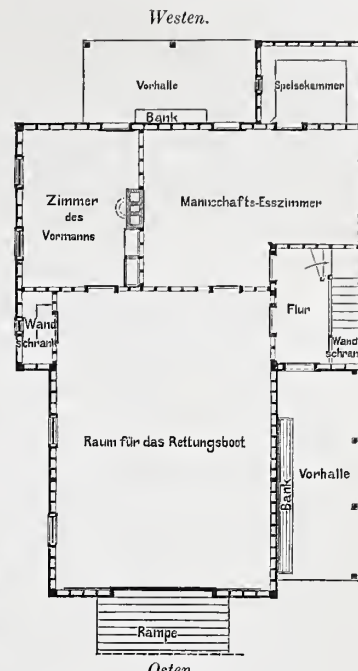 Westen.
Vorhalle
Bank
Speisekammer
Zimmer
des
Vormanns
Mannschafts-Esszimmer
Flur
Wand
schrank
Wand
schran
Raum für das Rettungsboot
Bank
Vorhalle
Rampe
Osten